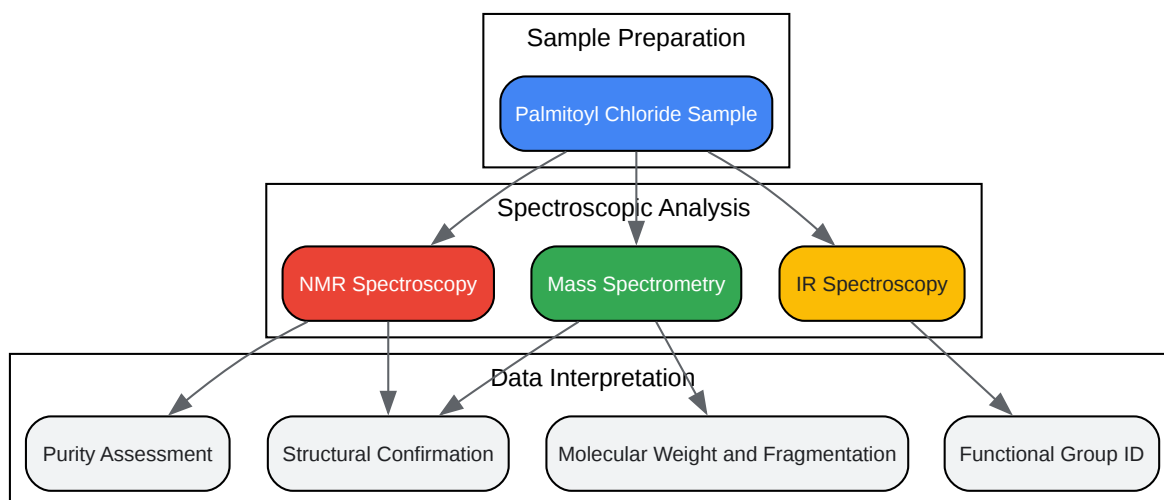 Sample Preparation
Palmitoyl Chloride Sample
Spectroscopic Analysis
NMR Spectroscopy
Mass Spectrometry
IR Spectroscopy
Data Interpretation
Purity Assessment
Structural Confirmation
Molecular Weight and Fragmentation
Functional Group ID